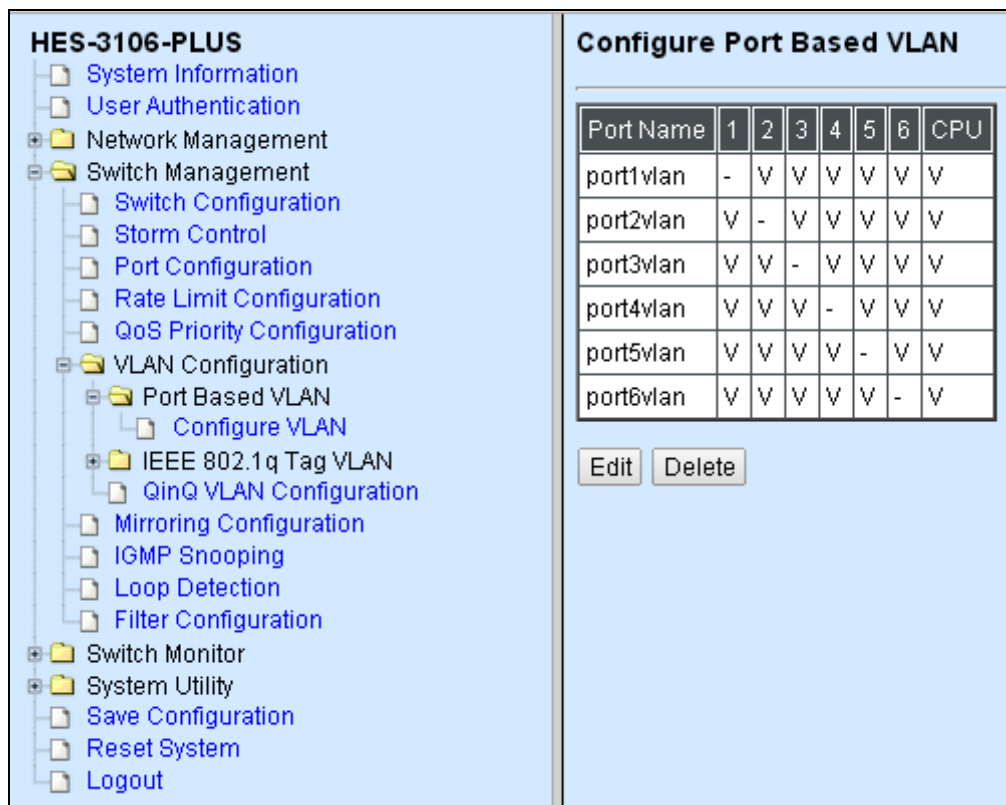 HES-3106-PLUS
System Information
User Authentication
Network Management
Switch Management
Switch Configuration
Storm Control
Port Configuration
Rate Limit Configuration
QoS Priority Configuration
VLAN Configuration
Port Based VLAN
Configure VLAN
IEEE 802.1q Tag VLAN
QinQ VLAN Configuration
Mirroring Configuration
IGMP Snooping
Loop Detection
Filter Configuration
Switch Monitor
System Utility
Save Configuration
Reset System
Logout
Configure Port Based VLAN
Port Name 1 2 3 4 5 6 CPU
port1vlan - V V V V V V
port2vlan V - V V V V V
port3vlan V V - V V V V
port4vlan V V V - V V V
port5vlan V V V V - V V
port6vlan V V V V V - V
Edit Delete